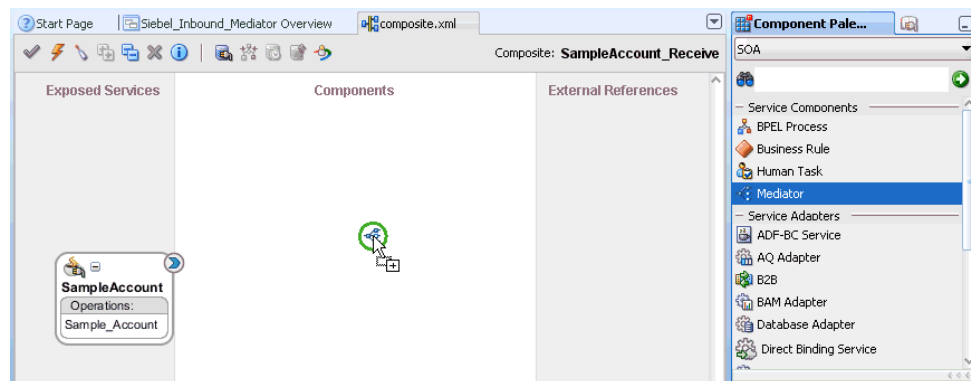 Start Page
Siebel_Inbound_Mediator Overview
composite.xml
Composite: SampleAccount_Receive
Exposed Services
Components
External References
SampleAccount
Operations:
Sample_Account
Component Pale...
SOA
Service Components
BPEL Process
Business Rule
Human Task
Mediator
Service Adapters
ADF-BC Service
AQ Adapter
B2B
BAM Adapter
Database Adapter
Direct Binding Service